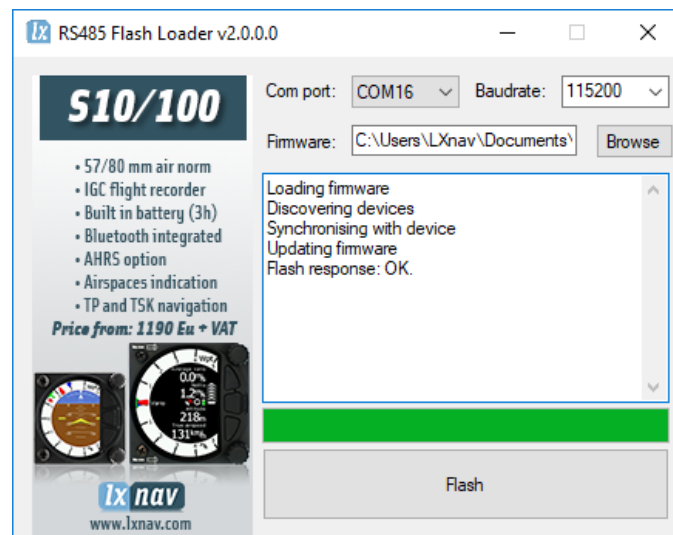 lx RS485 Flash Loader v2.0.0.0
S10/100
• 57/80 mm air norm
• IGC flight recorder
• Built in battery (3h)
• Bluetooth integrated
• AHRS option
• Airspaces indication
• TP and TSK navigation
Price from: 1190 Eu + VAT
218m
131
lx nav
www.lxnav.com
Com port: COM16 Baudrate: 115200
Firmware: C:\Users\LXnav\Documents\ Browse
Loading firmware
Discovering devices
Synchronising with device
Updating firmware
Flash response: OK.
Flash